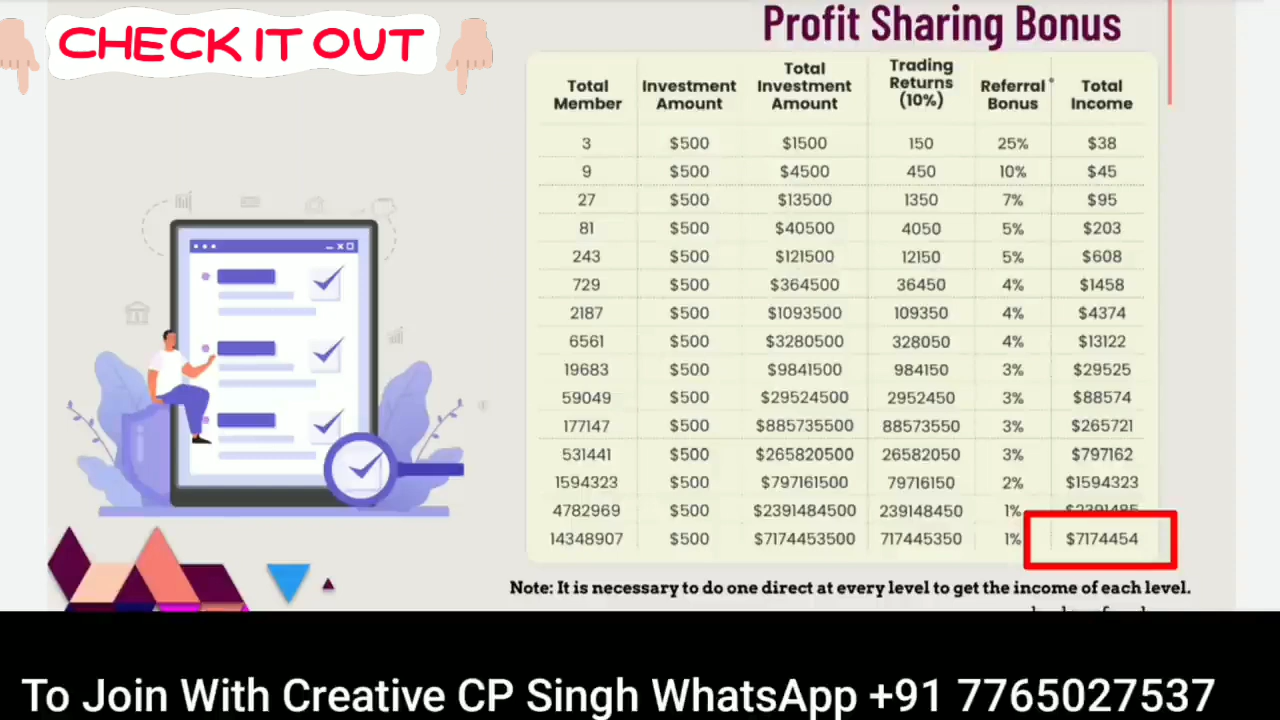 CHECK IT OUT
Profit Sharing Bonus
Total Member Investment Amount Total Investment Amount Trading Returns (10%) Referral Bonus Total Income
3 $500 $1500 150 25% $38
9 $500 $4500 450 10% $45
27 $500 $13500 1350 7% $95
81 $500 $40500 4050 5% $203
243 $500 $121500 12150 5% $608
729 $500 $364500 36450 4% $1458
2187 $500 $1093500 109350 4% $4374
6561 $500 $3280500 328050 4% $13122
19683 $500 $9841500 984150 3% $29525
59049 $500 $29524500 2952450 3% $88574
177147 $500 $885735500 88573550 3% $265721
531441 $500 $265820500 26582050 3% $797162
1594323 $500 $797161500 79716150 2% $1594323
4782969 $500 $2391484500 239148450 1% $2391485
14348907 $500 $7174453500 717445350 1% $7174454
Note: It is necessary to do one direct at every level to get the income of each level.
To Join With Creative CP Singh WhatsApp +91 7765027537